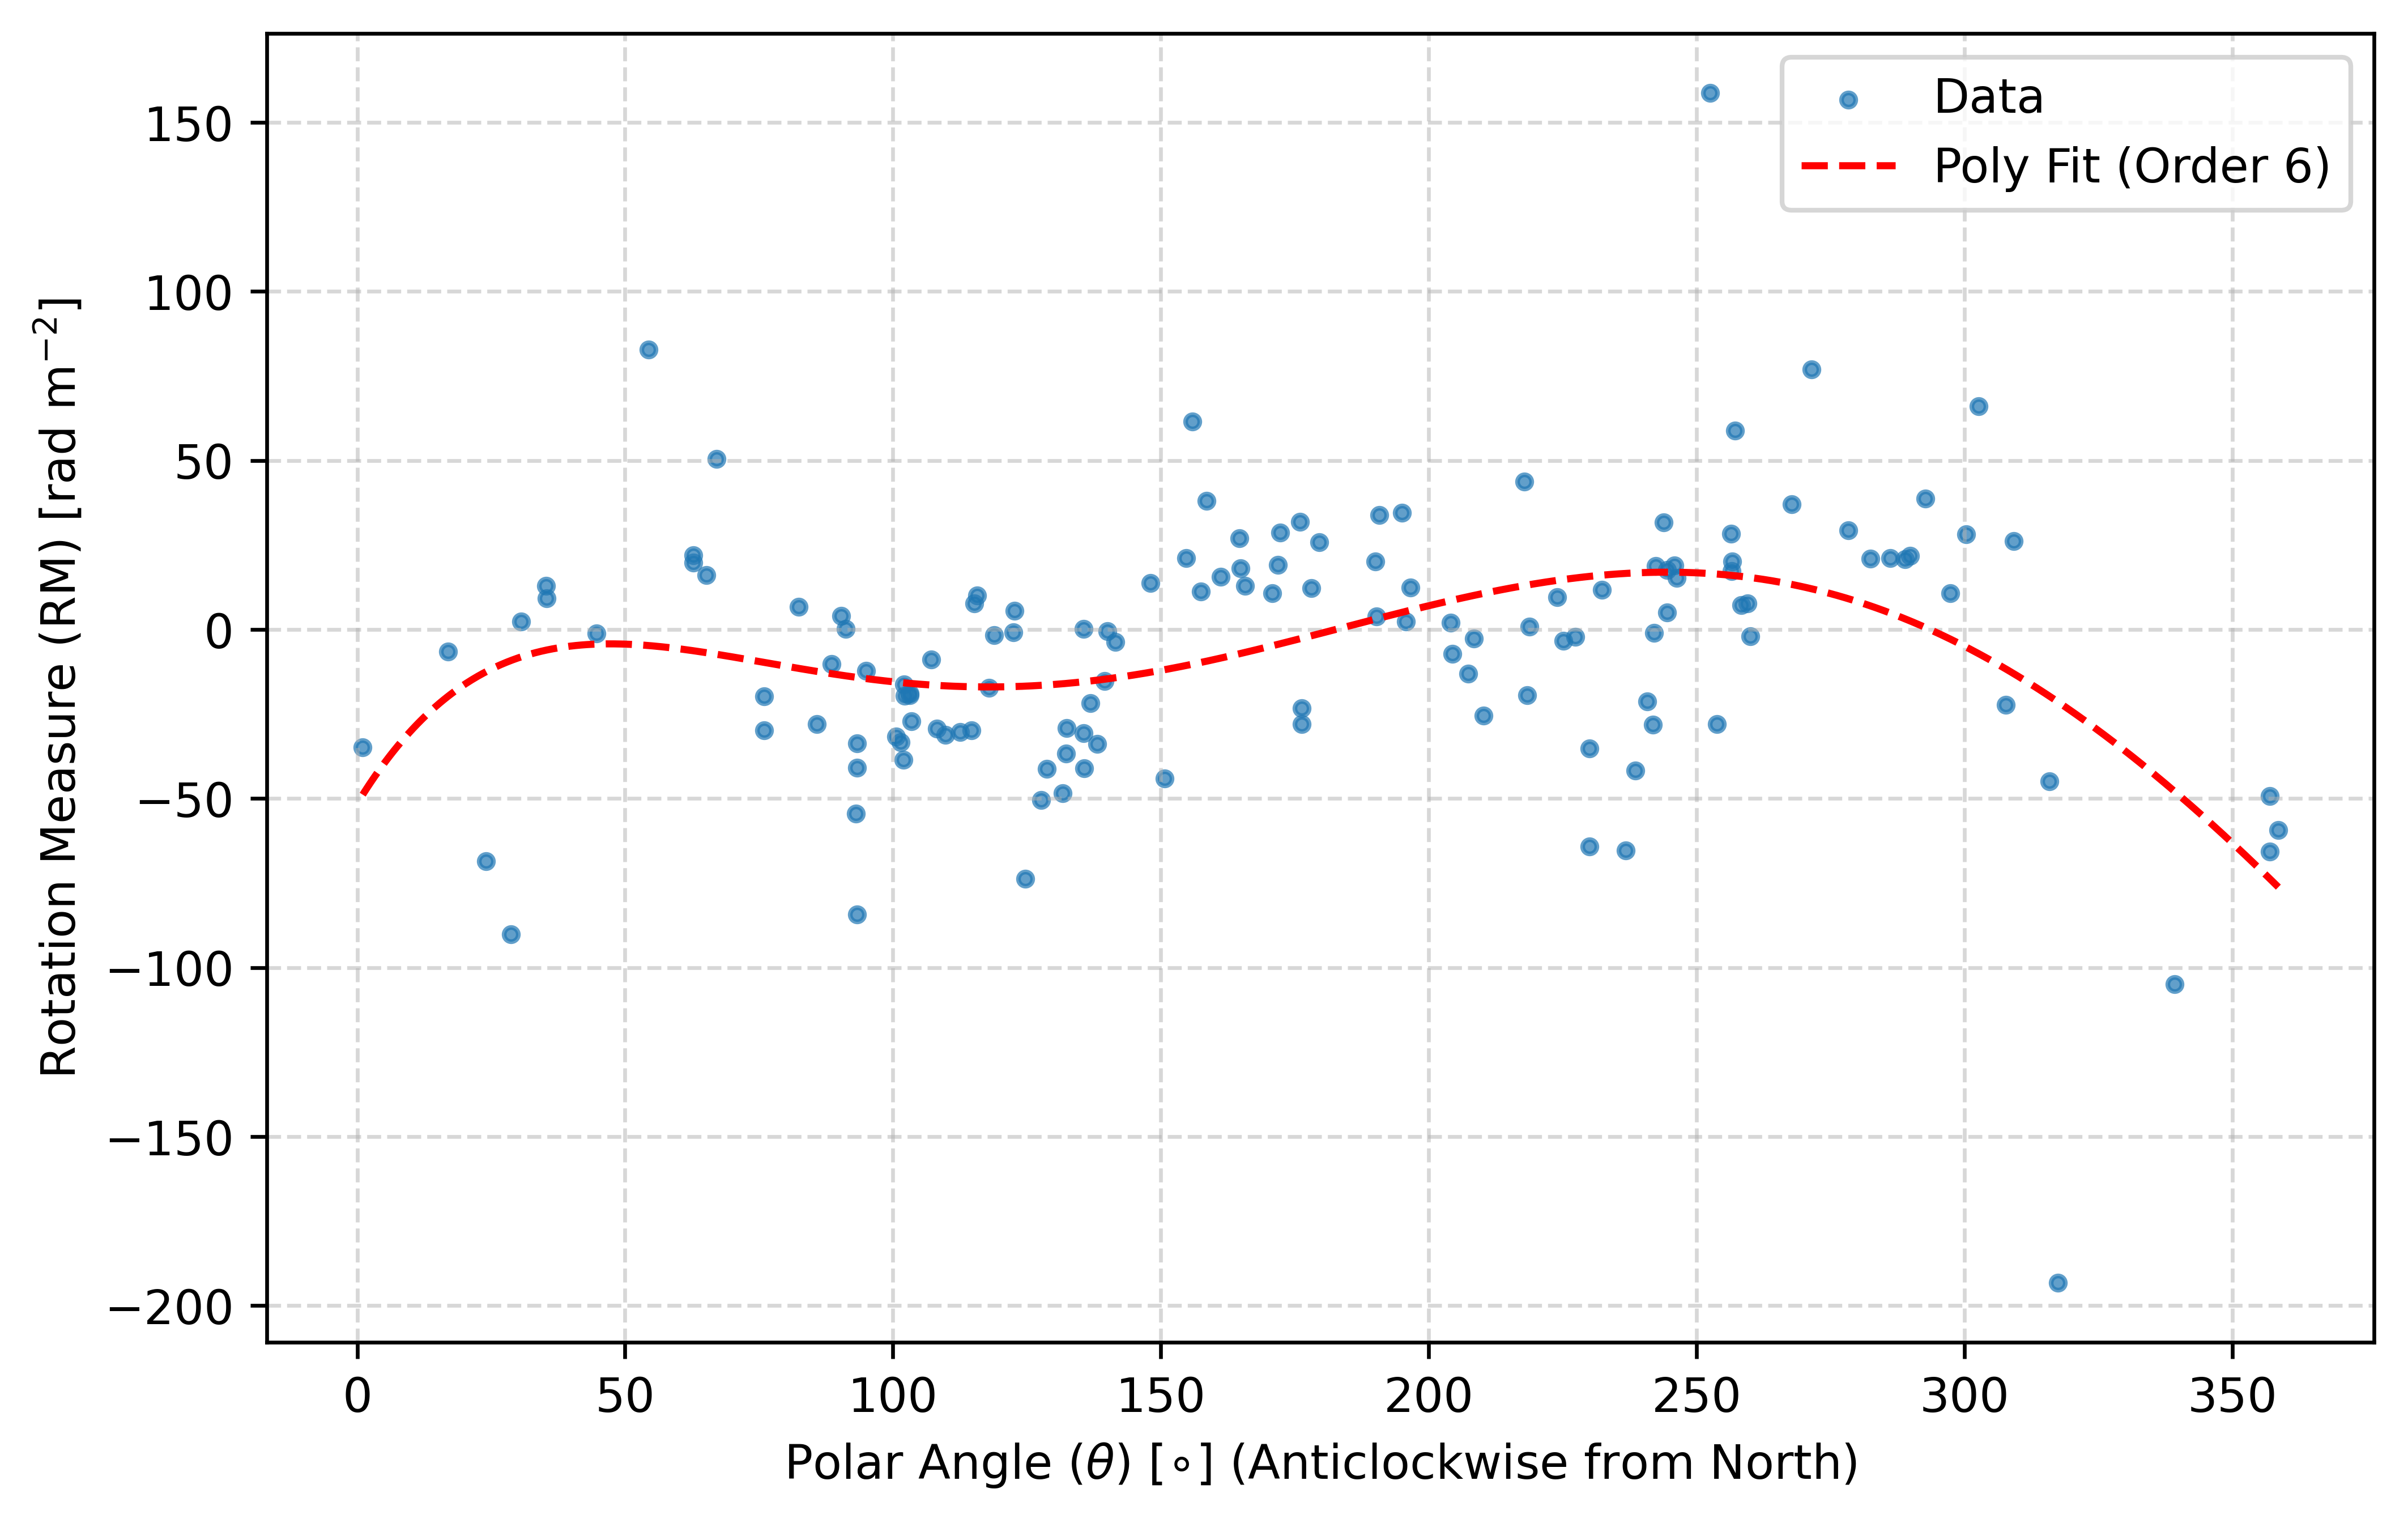 Data
Poly Fit (Order 6)
150
100
50
0
−50
−100
−150
−200
Rotation Measure (RM) [rad m⁻²]
0 50 100 150 200 250 300 350
Polar Angle (θ) [∘] (Anticlockwise from North)